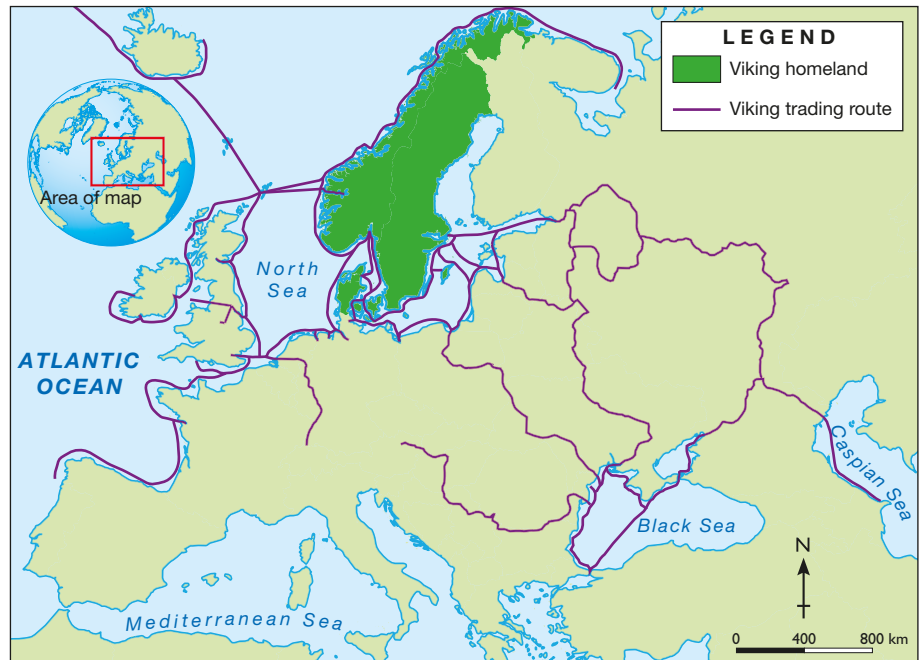 LEGEND
Viking homeland
Viking trading route
Area of map
North
Sea
ATLANTIC
OCEAN
Caspian Sea
Black Sea
Mediterranean Sea
N
0 400 800 km